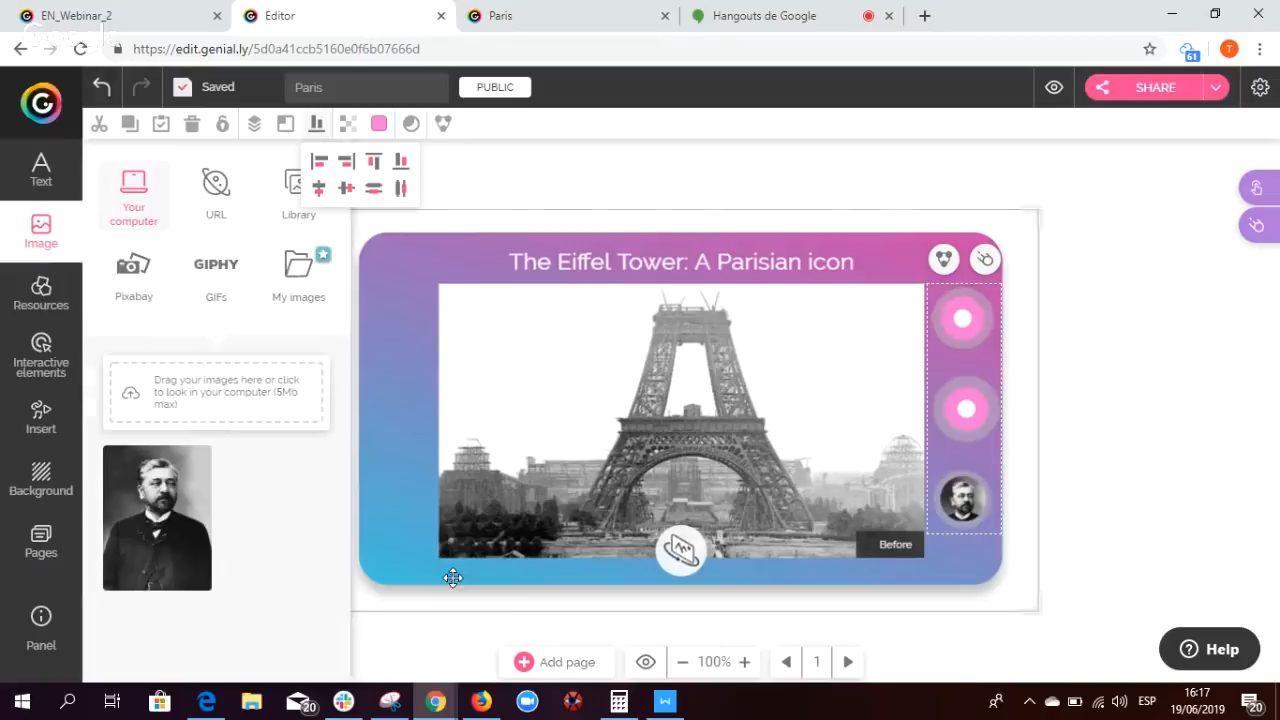 EN_Webinar_2
Editor
Paris
Hangouts de Google
https://edit.genial.ly/5d0a41ccb5160e0f6b07666d
61
T
Saved
Paris
PUBLIC
SHARE
Text
Image
Resources
Interactive
elements
Insert
Background
Pages
Panel
Your
computer
URL
Library
Pixabay
GIPHY
GIFs
My images
Drag your images here or click
to look in your computer (5Mb
max)
The Eiffel Tower: A Parisian icon
Before
Add page
100%
1
Help
20
ESP
16:17
19/06/2019
20